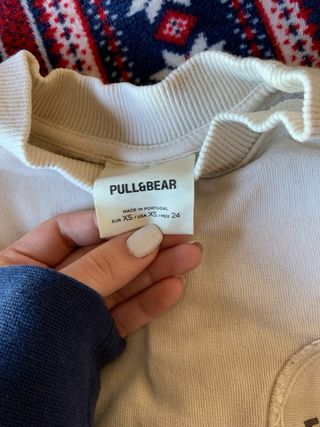 PULL&BEAR
MADE IN PORTUGAL
EUR XS / USA XS / MEX 24